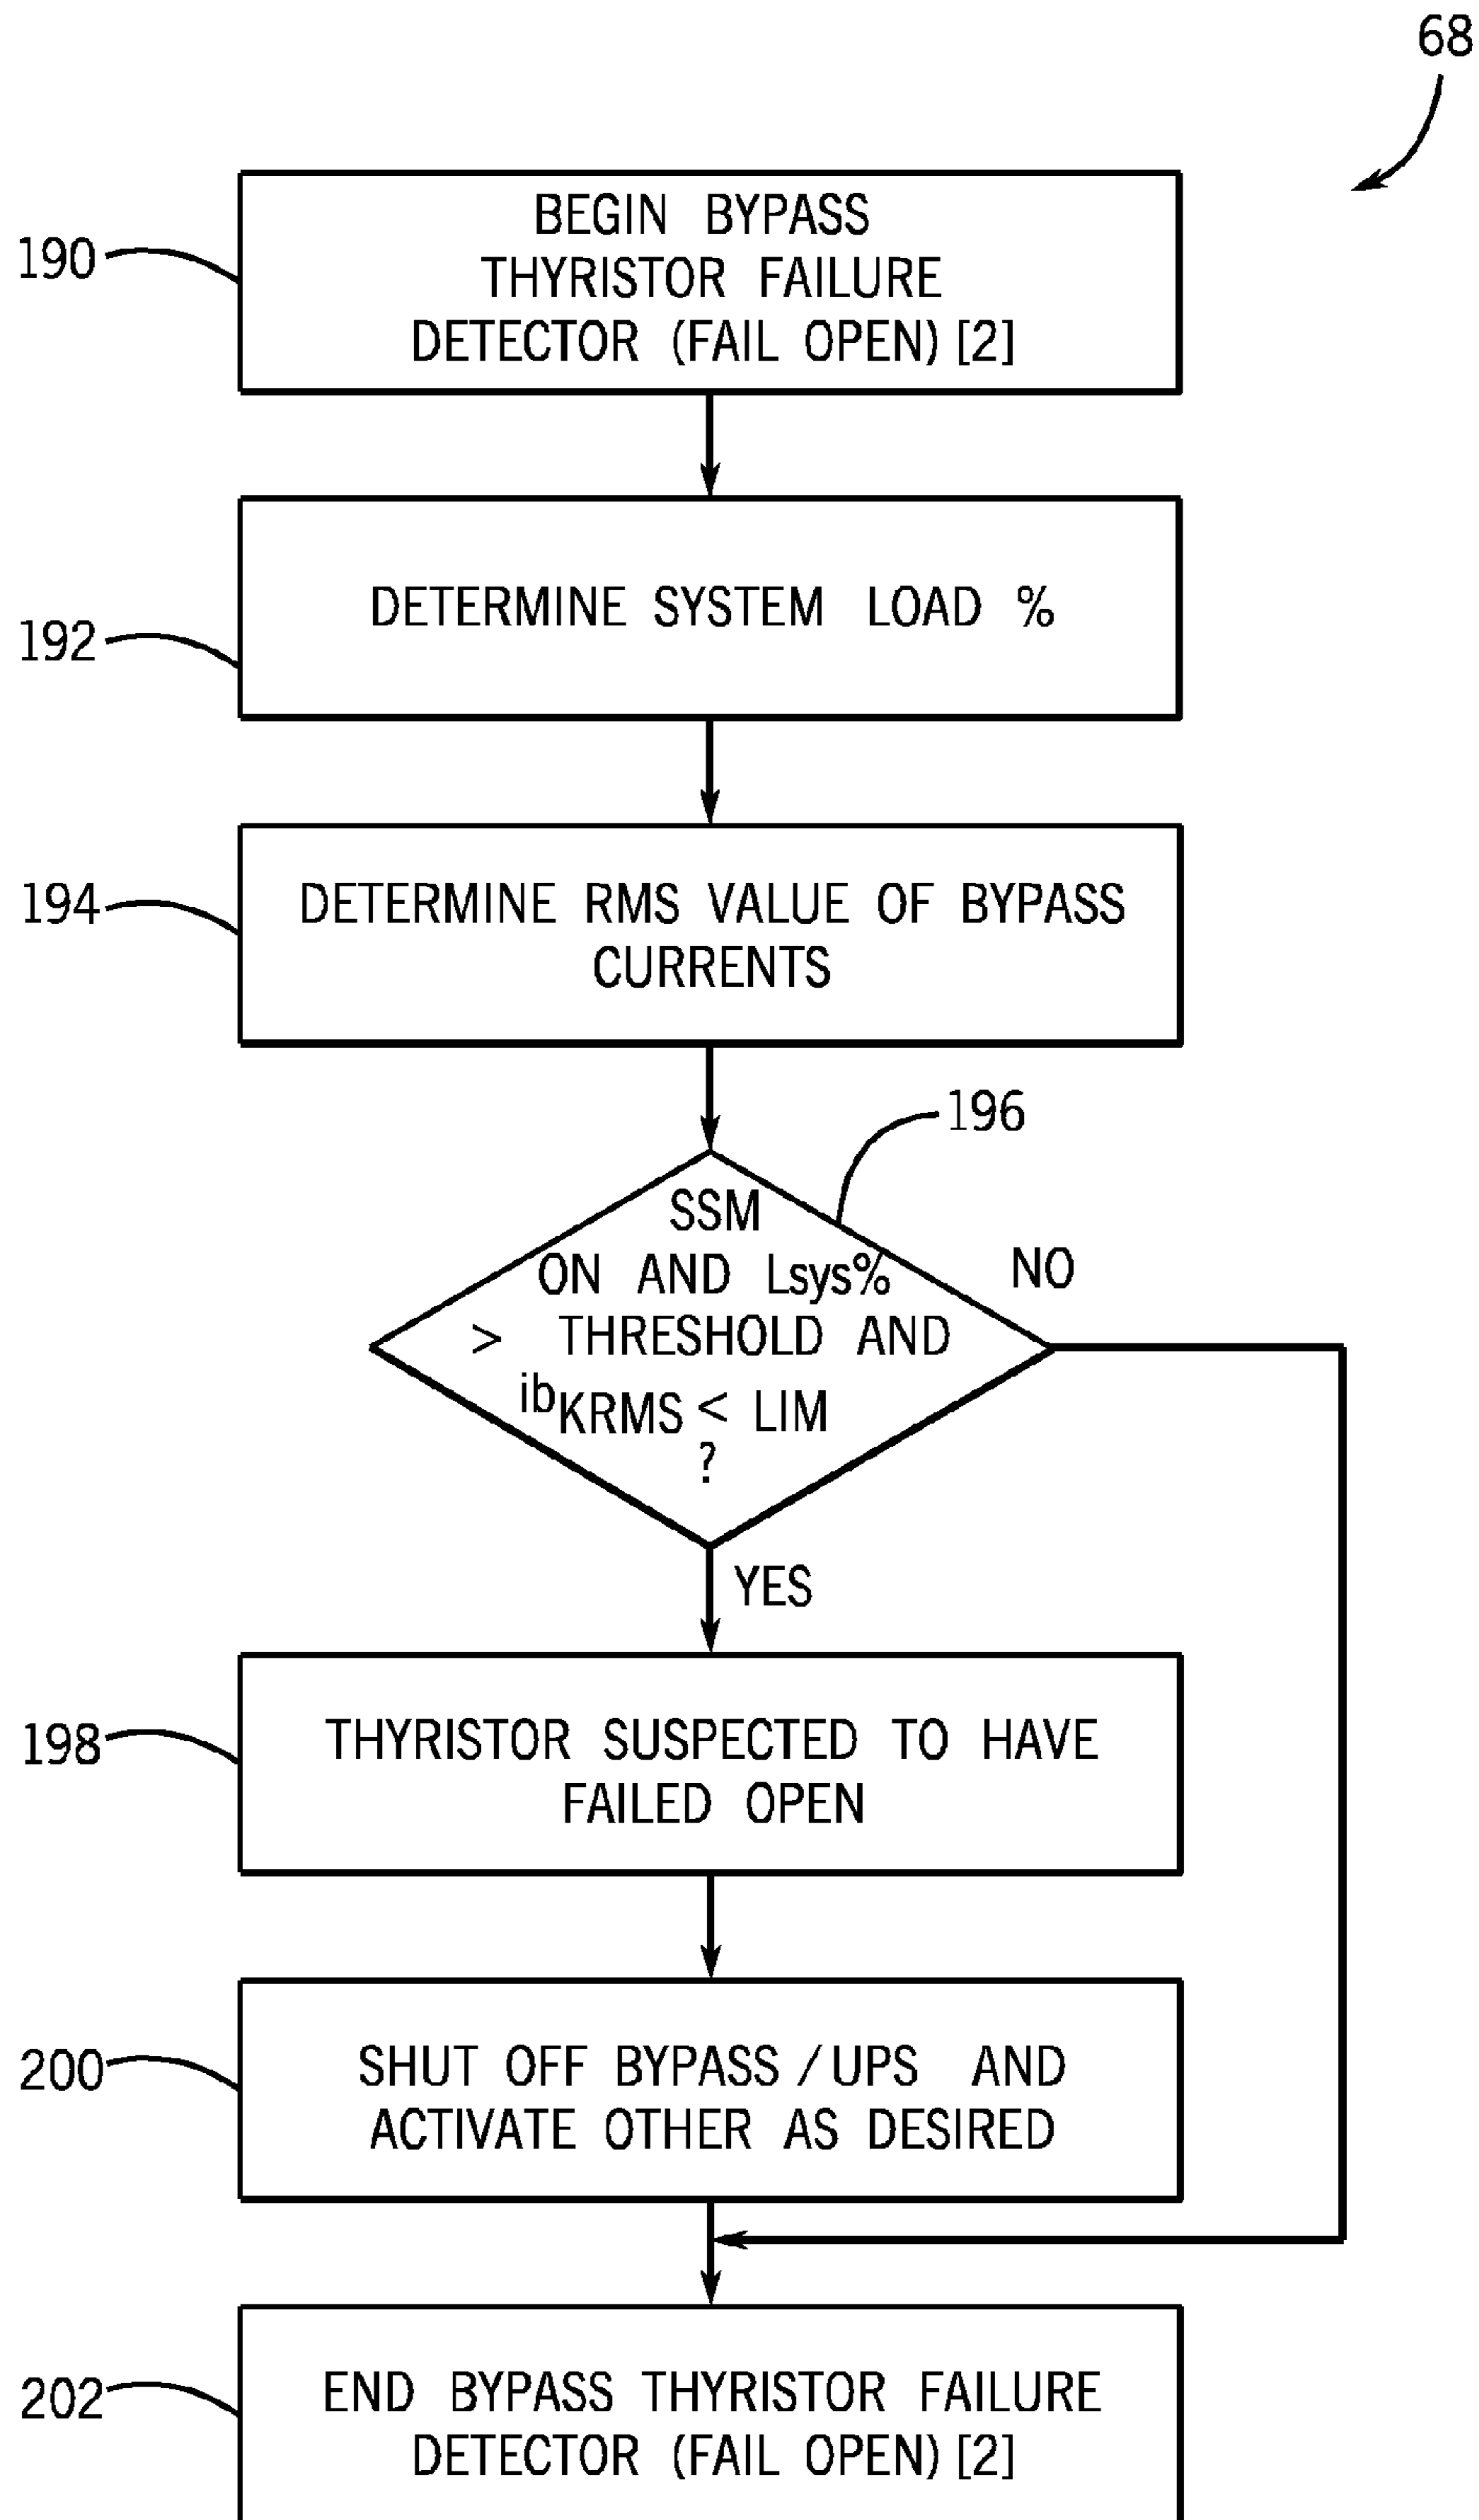 68
190
BEGIN BYPASS
THYRISTOR FAILURE
DETECTOR (FAIL OPEN) [2]
192
DETERMINE SYSTEM LOAD %
194
DETERMINE RMS VALUE OF BYPASS
CURRENTS
196
SSM
ON AND Lsys%
> THRESHOLD AND
ibKRMS < LIM
?
NO
YES
198
THYRISTOR SUSPECTED TO HAVE
FAILED OPEN
200
SHUT OFF BYPASS/UPS AND
ACTIVATE OTHER AS DESIRED
202
END BYPASS THYRISTOR FAILURE
DETECTOR (FAIL OPEN) [2]